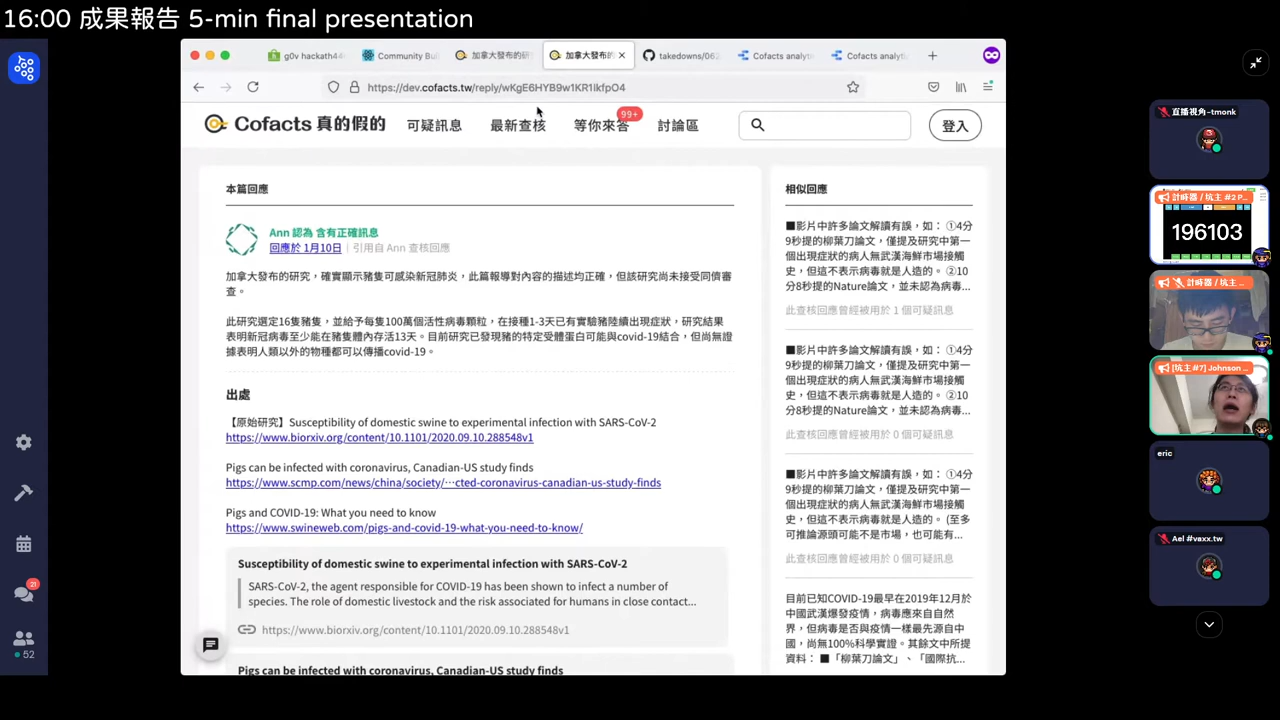 16:00 成果報告 5-min final presentation
g0v hackath44
Community Bui
加拿大發布的研
加拿大發布的
takedowns/062
Cofacts analyt
Cofacts analyt
https://dev.cofacts.tw/reply/wKgE6HYB9w1KR1IkfpO4
Cofacts 真的假的
可疑訊息
最新查核
等你來答
99+
討論區
登入
本篇回應
Ann 認為 含有正確訊息
回應於 1月10日 | 引用自 Ann 查核回應
加拿大發布的研究,確實顯示豬隻可感染新冠肺炎,此篇報導對內容的描述均正確,但該研究尚未接受同儕審
查。
此研究選定16隻豬隻,並給予每隻100萬個活性病毒顆粒,在接種1-3天已有實驗豬陸續出現症狀,研究結果
表明新冠病毒至少能在豬隻體內存活13天。目前研究已發現豬的特定受體蛋白可能與covid-19結合,但尚無證
據表明人類以外的物種都可以傳播covid-19。
出處
【原始研究】Susceptibility of domestic swine to experimental infection with SARS-CoV-2
https://www.biorxiv.org/content/10.1101/2020.09.10.288548v1
Pigs can be infected with coronavirus, Canadian-US study finds
https://www.scmp.com/news/china/society/⋯cted-coronavirus-canadian-us-study-finds
Pigs and COVID-19: What you need to know
https://www.swineweb.com/pigs-and-covid-19-what-you-need-to-know/
Susceptibility of domestic swine to experimental infection with SARS-CoV-2
SARS-CoV-2, the agent responsible for COVID-19 has been shown to infect a number of
species. The role of domestic livestock and the risk associated for humans in close contact...
https://www.biorxiv.org/content/10.1101/2020.09.10.288548v1
Pigs can be infected with coronavirus, Canadian-US study finds
相似回應
■影片中許多論文解讀有誤,如: ①4分
9秒提的柳葉刀論文,僅提及研究中第一
個出現症狀的病人無武漢海鮮市場接觸
史,但這不表示病毒就是人造的。 ②10
分8秒提的Nature論文,並未認為病毒...
此查核回應曾經被用於 1 個可疑訊息
■影片中許多論文解讀有誤,如: ①4分
9秒提的柳葉刀論文,僅提及研究中第一
個出現症狀的病人無武漢海鮮市場接觸
史,但這不表示病毒就是人造的。 ②10
分8秒提的Nature論文,並未認為病毒...
此查核回應曾經被用於 0 個可疑訊息
■影片中許多論文解讀有誤,如: ①4分
9秒提的柳葉刀論文,僅提及研究中第一
個出現症狀的病人無武漢海鮮市場接觸
史,但這不表示病毒就是人造的。 (至多
可推論源頭可能不是市場,也可能有...
此查核回應曾經被用於 0 個可疑訊息
目前已知COVID-19最早在2019年12月於
中國武漢爆發疫情,病毒應來自自然
界,但病毒是否與疫情一樣最先源自中
國,尚無100%科學實證。其餘文中所提
資料: ■「柳葉刀論文」、「國際抗...
21
52
直播視角-tmonk
計時器 / 坑主 #2 P...
196103
計時器 / 坑主
[坑主#7] Johnson ...
eric
Ael #vaxx.tw